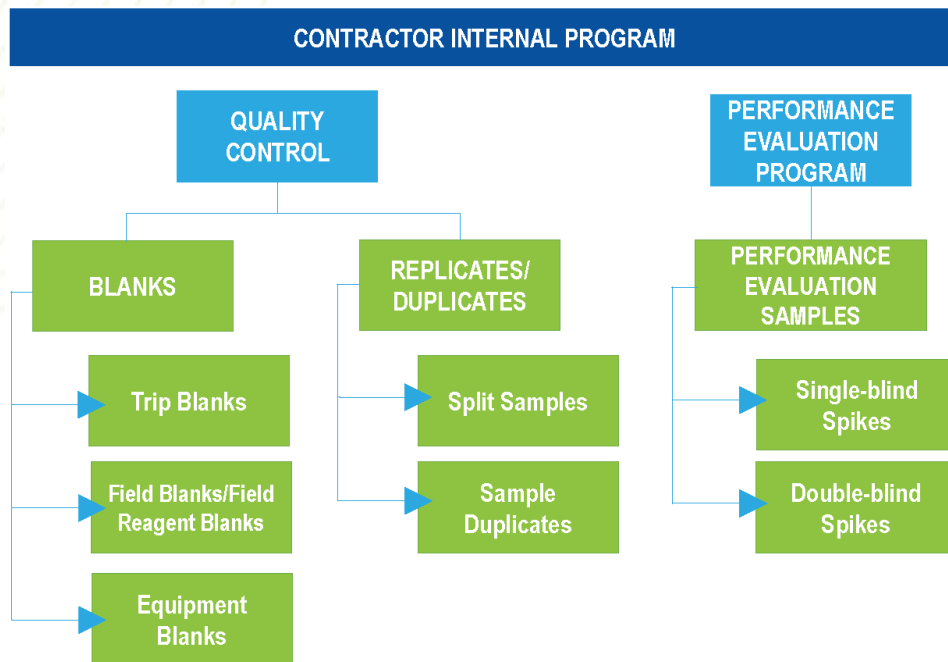 CONTRACTOR INTERNAL PROGRAM
QUALITY
CONTROL
PERFORMANCE
EVALUATION
PROGRAM
BLANKS
REPLICATES/
DUPLICATES
PERFORMANCE
EVALUATION
SAMPLES
Trip Blanks
Split Samples
Single-blind
Spikes
Field Blanks/Field
Reagent Blanks
Sample
Duplicates
Double-blind
Spikes
Equipment
Blanks